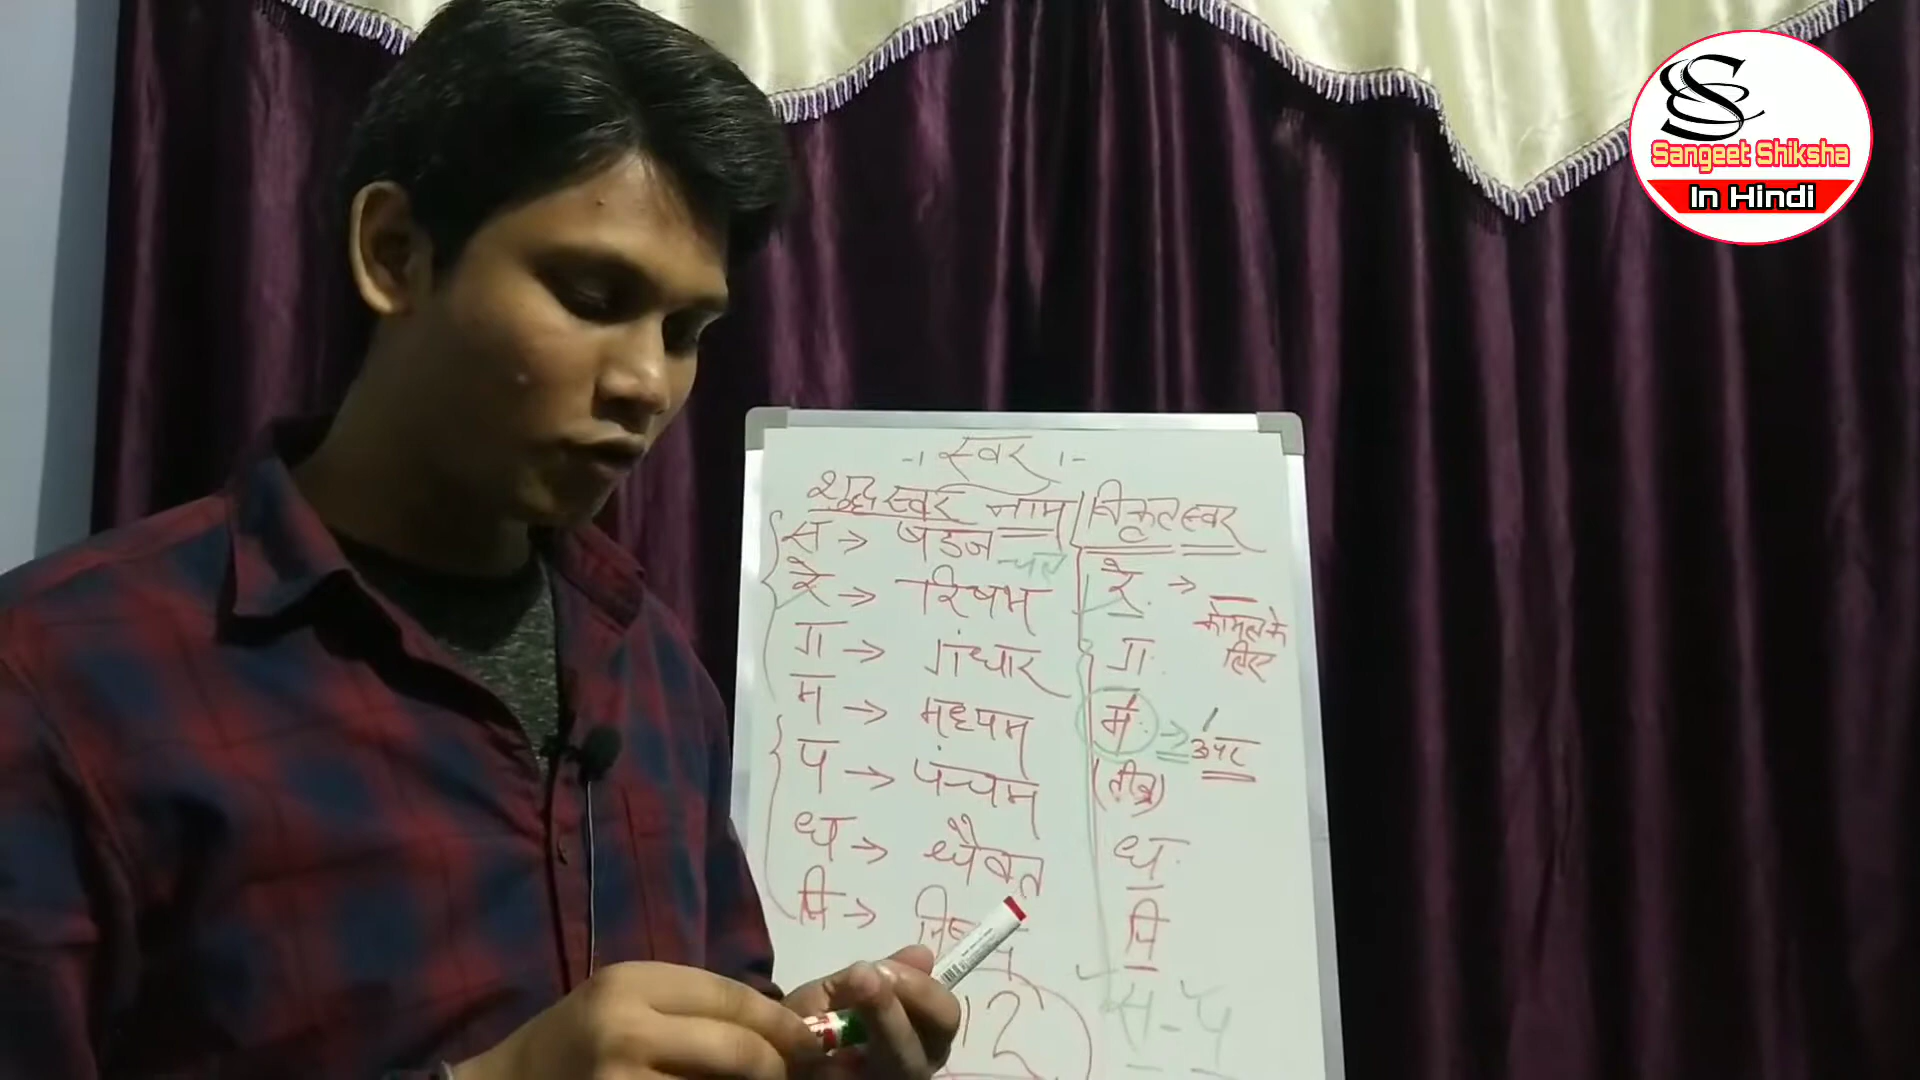 Sangeet Shiksha
In Hindi
-। स्वर ।-
शुद्ध स्वर नाम
विकृत स्वर
स → षडज
रे → रिषभ
ग → गंधार
म → मध्यम
प → पंचम
ध → धैवत
नि →
12
रे →
कोमल के
लिए
ग
म॑ →
ऊपर
(तीव्र)
ध
नि
स - प